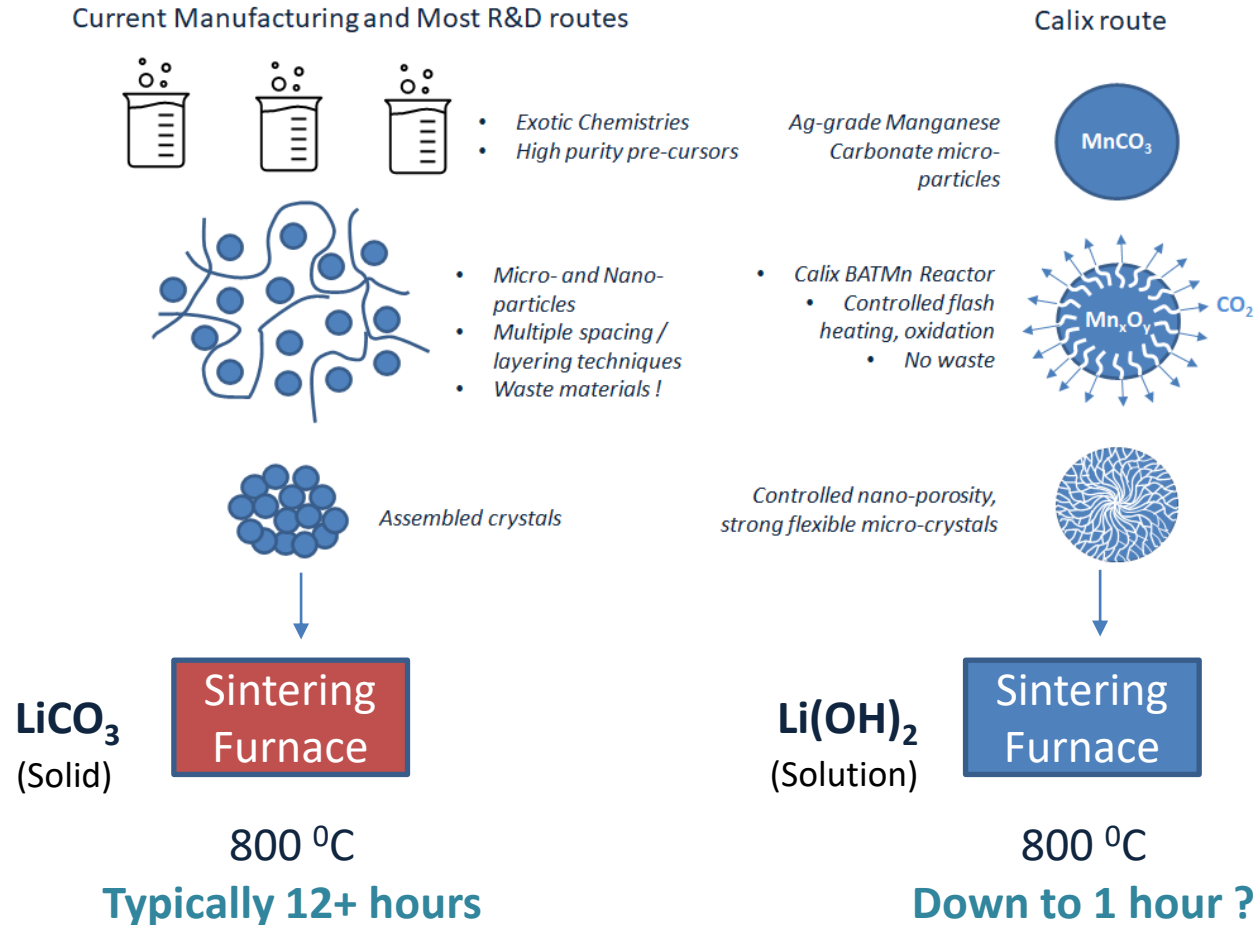 Current Manufacturing and Most R&D routes
• Exotic Chemistries
• High purity pre-cursors
• Micro- and Nano-
particles
• Multiple spacing /
layering techniques
• Waste materials !
Assembled crystals
LiCO₃
(Solid)
Sintering
Furnace
800 ⁰C
Typically 12+ hours
Calix route
Ag-grade Manganese
Carbonate micro-
particles
MnCO₃
• Calix BATMn Reactor
• Controlled flash
heating, oxidation
• No waste
MnₓOᵧ
CO₂
Controlled nano-porosity,
strong flexible micro-crystals
Li(OH)₂
(Solution)
Sintering
Furnace
800 ⁰C
Down to 1 hour ?